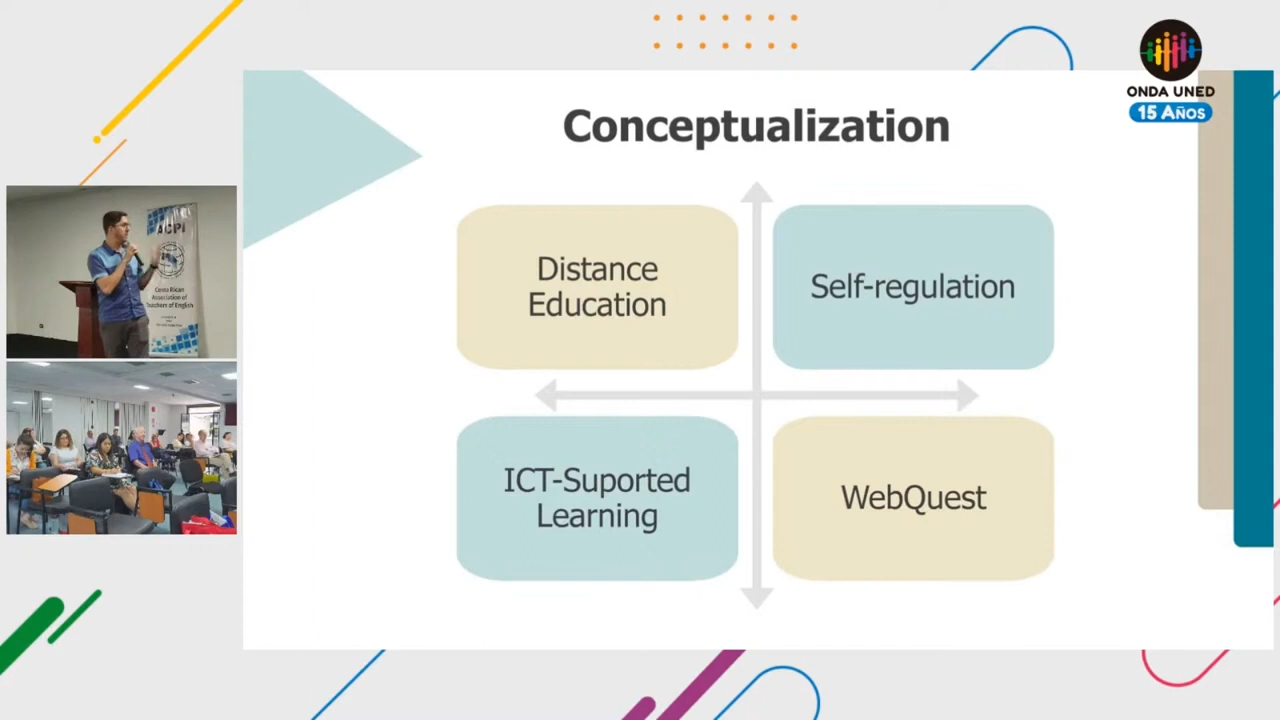 ONDA UNED
15 AÑOS
Conceptualization
Distance
Education
Self-regulation
ICT-Suported
Learning
WebQuest
ACPI
Costa Rican
Association of
Teachers of English